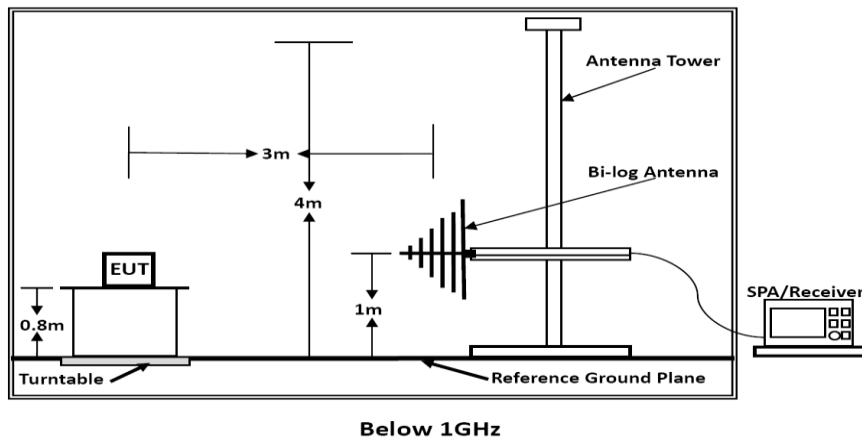 Antenna Tower
3m
Bi-log Antenna
4m
EUT
SPA/Receiver
0.8m
1m
Turntable
Reference Ground Plane
Below 1GHz